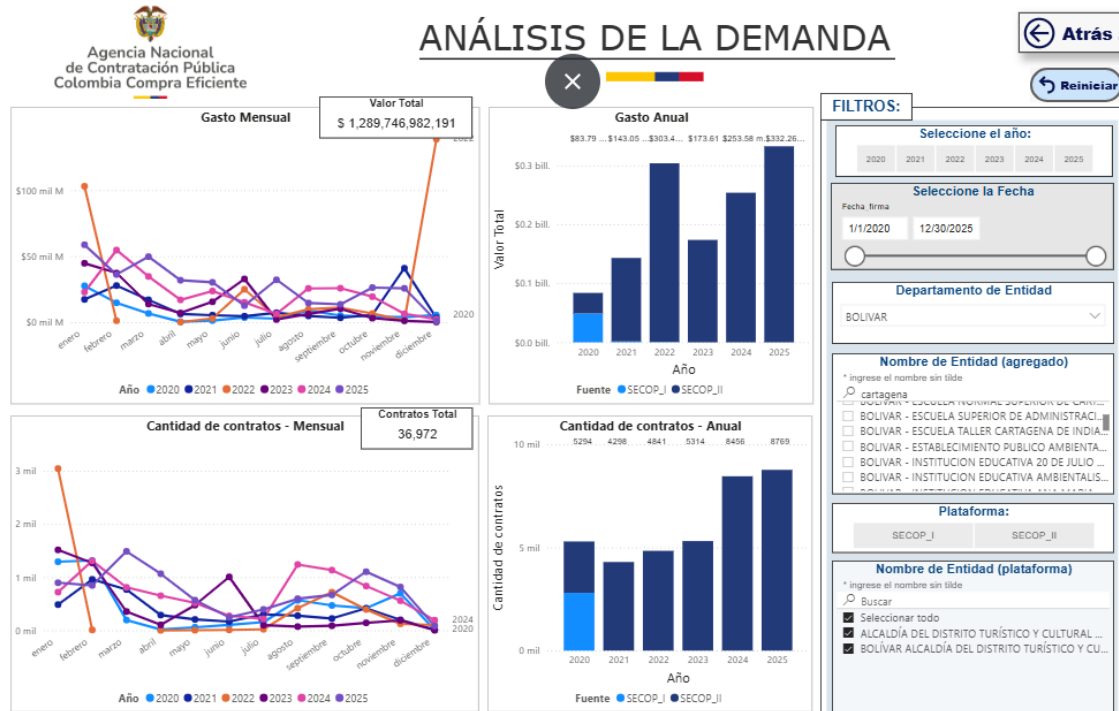 Agencia Nacional
de Contratación Pública
Colombia Compra Eficiente
ANÁLISIS DE LA DEMANDA
Atrás
Reiniciar
Gasto Mensual
Valor Total
$ 1,289,746,982,191
2022
$100 mil M
$50 mil M
$0 mil M
2020
enero
febrero
marzo
abril
mayo
junio
julio
agosto
septiembre
octubre
noviembre
diciembre
Año 2020 2021 2022 2023 2024 2025
Gasto Anual
$83.79 ... $143.05 ... $303.4... $173.61 ... $253.58 m... $332.26...
Valor Total
$0.3 bill.
$0.2 bill.
$0.1 bill.
$0.0 bill.
2020 2021 2022 2023 2024 2025
Año
Fuente SECOP_I SECOP_II
Cantidad de contratos - Mensual
Contratos Total
36,972
3 mil
2 mil
1 mil
0 mil
2024
2020
enero
febrero
marzo
abril
mayo
junio
julio
agosto
septiembre
octubre
noviembre
diciembre
Año 2020 2021 2022 2023 2024 2025
Cantidad de contratos - Anual
10 mil
5294 4298 4841 5314 8456 8769
Cantidad de contratos
5 mil
0 mil
2020 2021 2022 2023 2024 2025
Año
Fuente SECOP_I SECOP_II
FILTROS:
Seleccione el año:
2020 2021 2022 2023 2024 2025
Seleccione la Fecha
Fecha_firma
1/1/2020 12/30/2025
Departamento de Entidad
BOLIVAR
Nombre de Entidad (agregado)
* ingrese el nombre sin tilde
cartagena
BOLIVAR - ESCUELA NORMAL SUPERIOR DE CART...
BOLIVAR - ESCUELA SUPERIOR DE ADMINISTRACI...
BOLIVAR - ESCUELA TALLER CARTAGENA DE INDIA...
BOLIVAR - ESTABLECIMIENTO PUBLICO AMBIENTA...
BOLIVAR - INSTITUCION EDUCATIVA 20 DE JULIO ...
BOLIVAR - INSTITUCION EDUCATIVA AMBIENTALIS...
BOLIVAR - INSTITUCION EDUCATIVA ANA MARIA
Plataforma:
SECOP_I SECOP_II
Nombre de Entidad (plataforma)
* ingrese el nombre sin tilde
Buscar
Seleccionar todo
ALCALDÍA DEL DISTRITO TURÍSTICO Y CULTURAL ...
BOLÍVAR ALCALDÍA DEL DISTRITO TURÍSTICO Y CU...